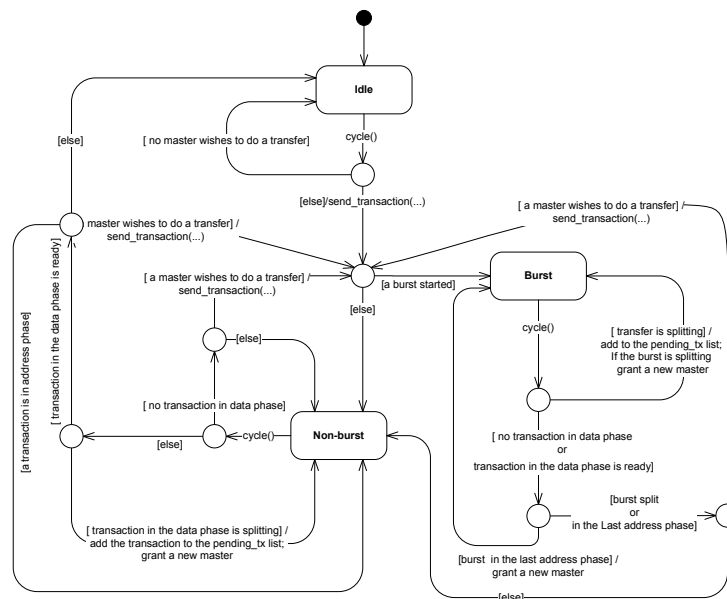 Idle
[ no master wishes to do a transfer]
cycle()
[else]
[else]/send_transaction(...)
master wishes to do a transfer] /
send_transaction(...)
[ a master wishes to do a transfer] /
send_transaction(...)
[ a master wishes to do a transfer] /
send_transaction(...)
[a burst started]
Burst
[else]
cycle()
[ transfer is splitting] /
add to the pending_tx list;
If the burst is splitting
grant a new master
[else]
[ no transaction in data phase]
[a transaction is in address phase]
[ transaction in the data phase is ready]
[else]
cycle()
Non-burst
[ no transaction in data phase
or
transaction in the data phase is ready]
[burst split
or
in the Last address phase]
[ transaction in the data phase is splitting] /
add the transaction to the pending_tx list;
grant a new master
[burst in the last address phase] /
grant a new master
[else]